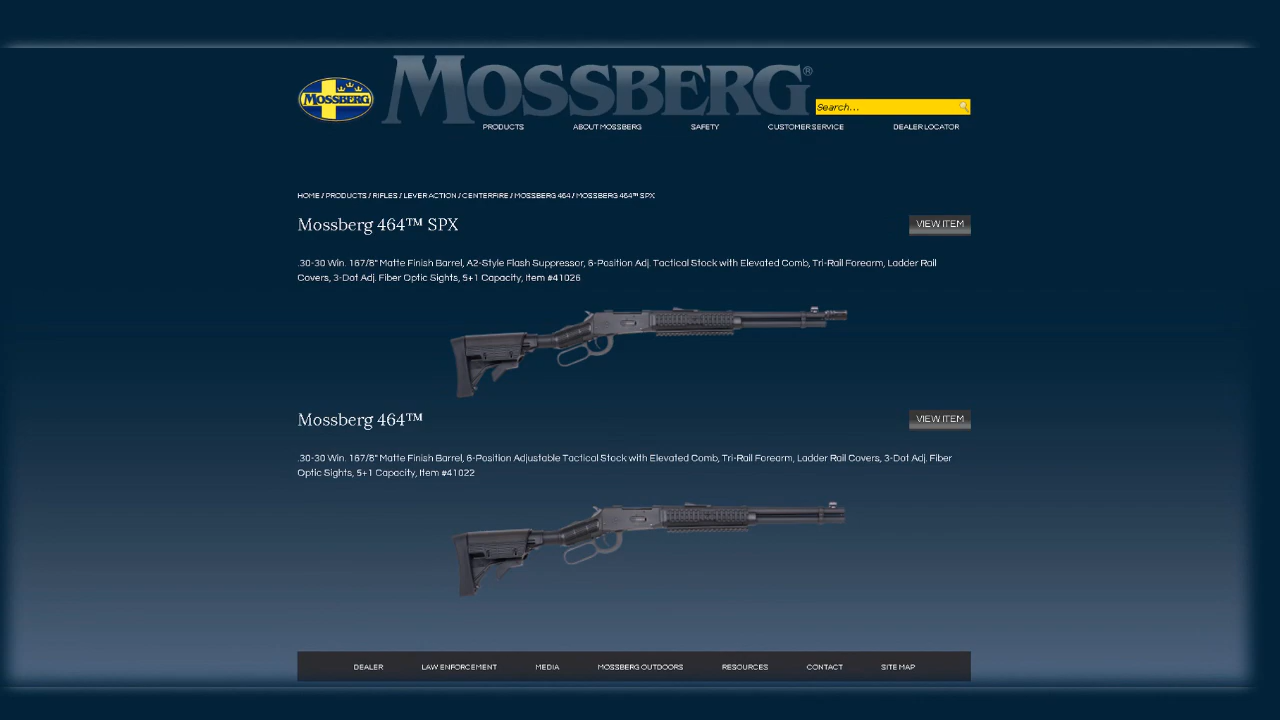 MOSSBERG®
MOSSBERG
Search...
PRODUCTS ABOUT MOSSBERG SAFETY CUSTOMER SERVICE DEALER LOCATOR
HOME / PRODUCTS / RIFLES / LEVER ACTION / CENTERFIRE / MOSSBERG 464 / MOSSBERG 464™ SPX
Mossberg 464™ SPX
VIEW ITEM
.30-30 Win. 167/8" Matte Finish Barrel, A2-Style Flash Suppressor, 6-Position Adj. Tactical Stock with Elevated Comb, Tri-Rail Forearm, Ladder Rail
Covers, 3-Dot Adj. Fiber Optic Sights, 5+1 Capacity, Item #41026
Mossberg 464™
VIEW ITEM
.30-30 Win. 167/8" Matte Finish Barrel, 6-Position Adjustable Tactical Stock with Elevated Comb, Tri-Rail Forearm, Ladder Rail Covers, 3-Dot Adj. Fiber
Optic Sights, 5+1 Capacity, Item #41022
DEALER LAW ENFORCEMENT MEDIA MOSSBERG OUTDOORS RESOURCES CONTACT SITE MAP